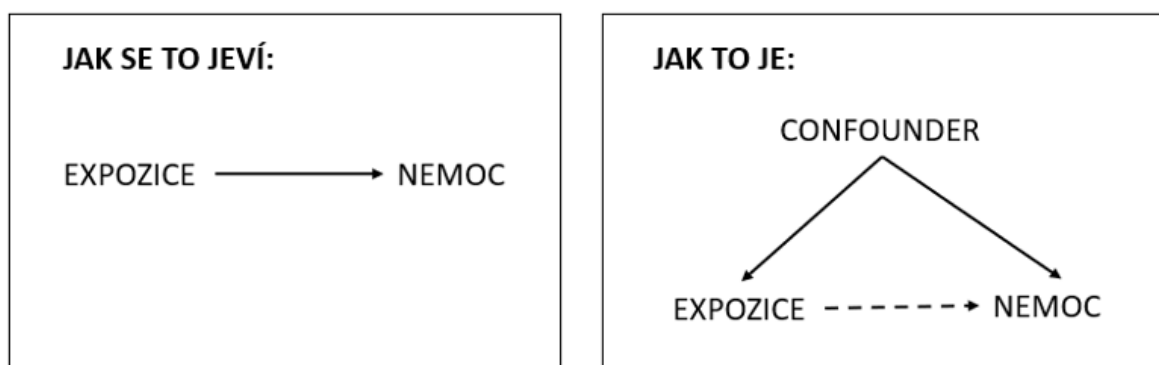 JAK SE TO JEVÍ:
EXPOZICE
NEMOC
JAK TO JE:
CONFOUNDER
EXPOZICE
NEMOC